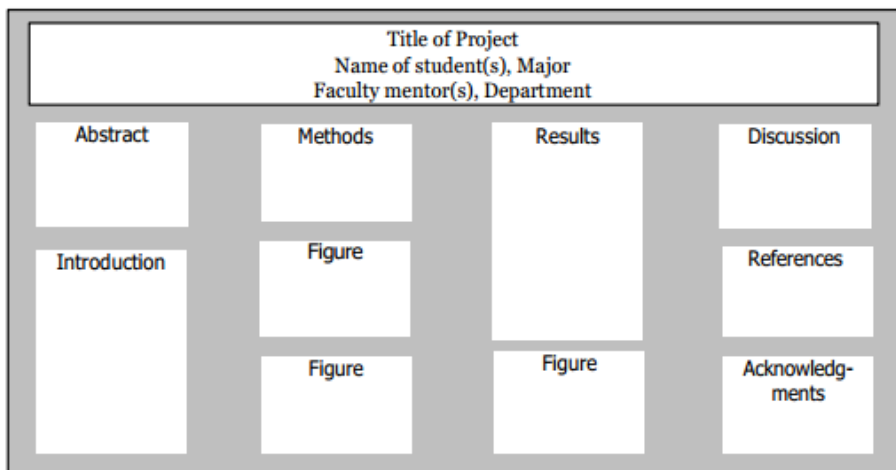 Title of Project
Name of student(s), Major
Faculty mentor(s), Department
Abstract
Introduction
Methods
Figure
Figure
Results
Figure
Discussion
References
Acknowledg-
ments